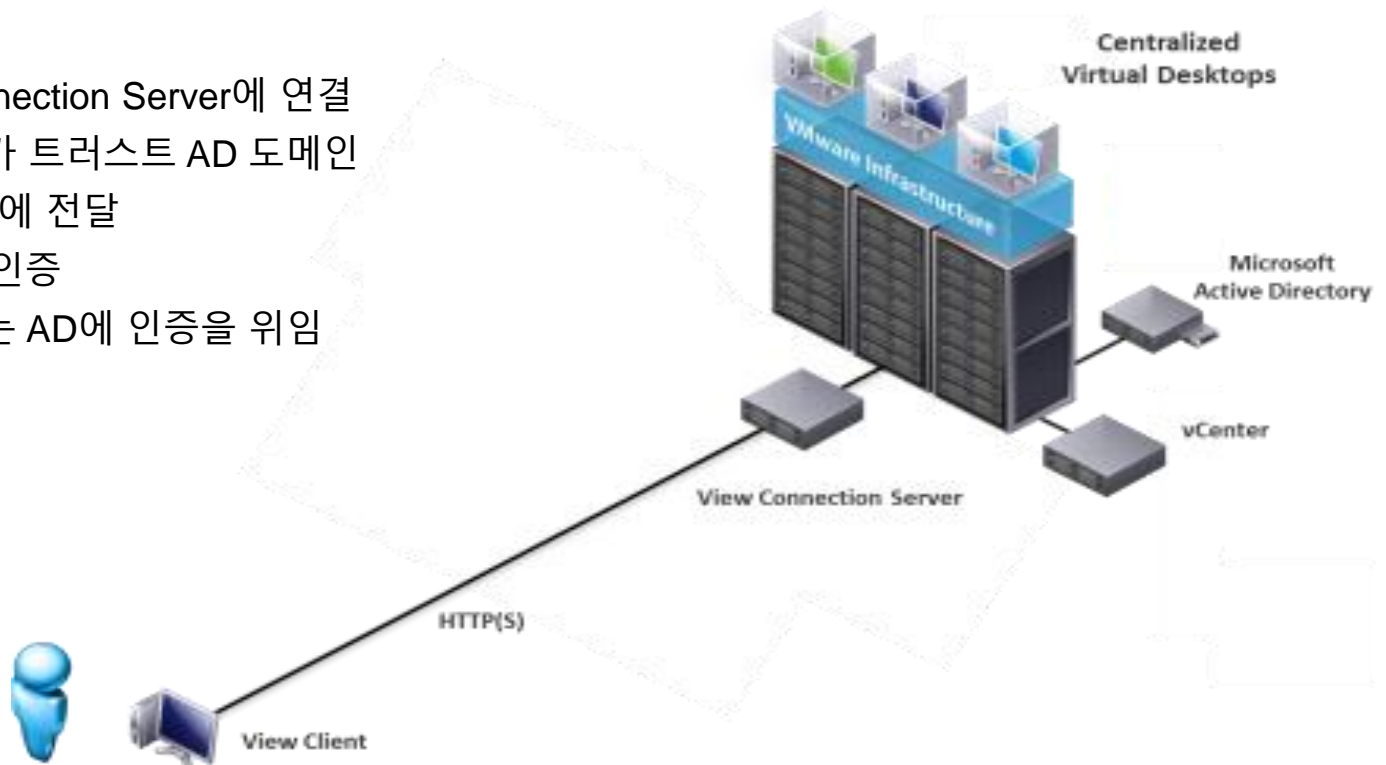 nection Server에 연결
가 트러스트 AD 도메인
에 전달
인증
는 AD에 인증을 위임
Centralized
Virtual Desktops
VMware Infrastructure
Microsoft
Active Directory
vCenter
View Connection Server
HTTP(S)
View Client